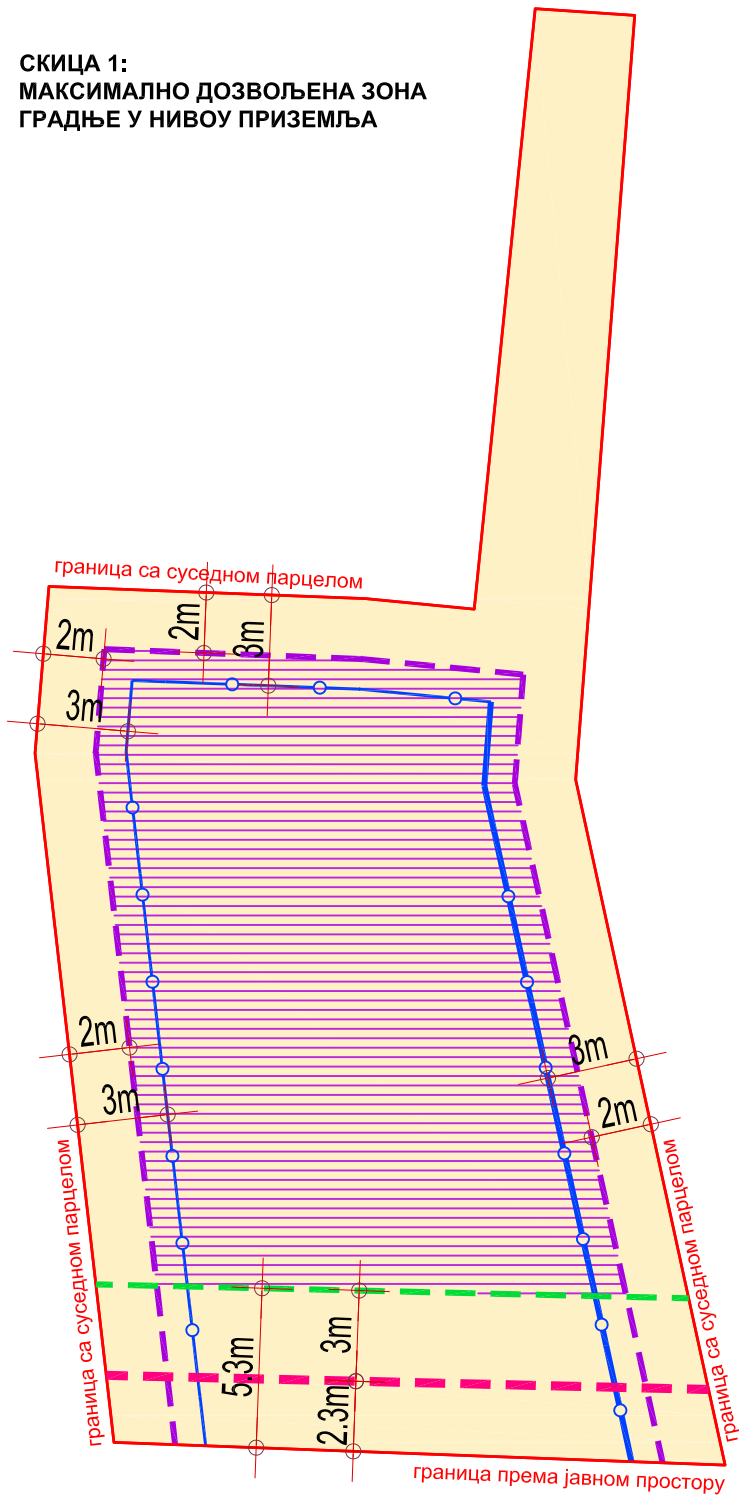 СКИЦА 1:
МАКСИМАЛНО ДОЗВОЉЕНА ЗОНА
ГРАДЊЕ У НИВОУ ПРИЗЕМЉА
граница са суседном парцелом
2m
2m
3m
3m
2m
3m
3m
2m
граница са суседном парцелом
граница са суседном парцелом
5.3m
3m
2.3m
граница према јавном простору